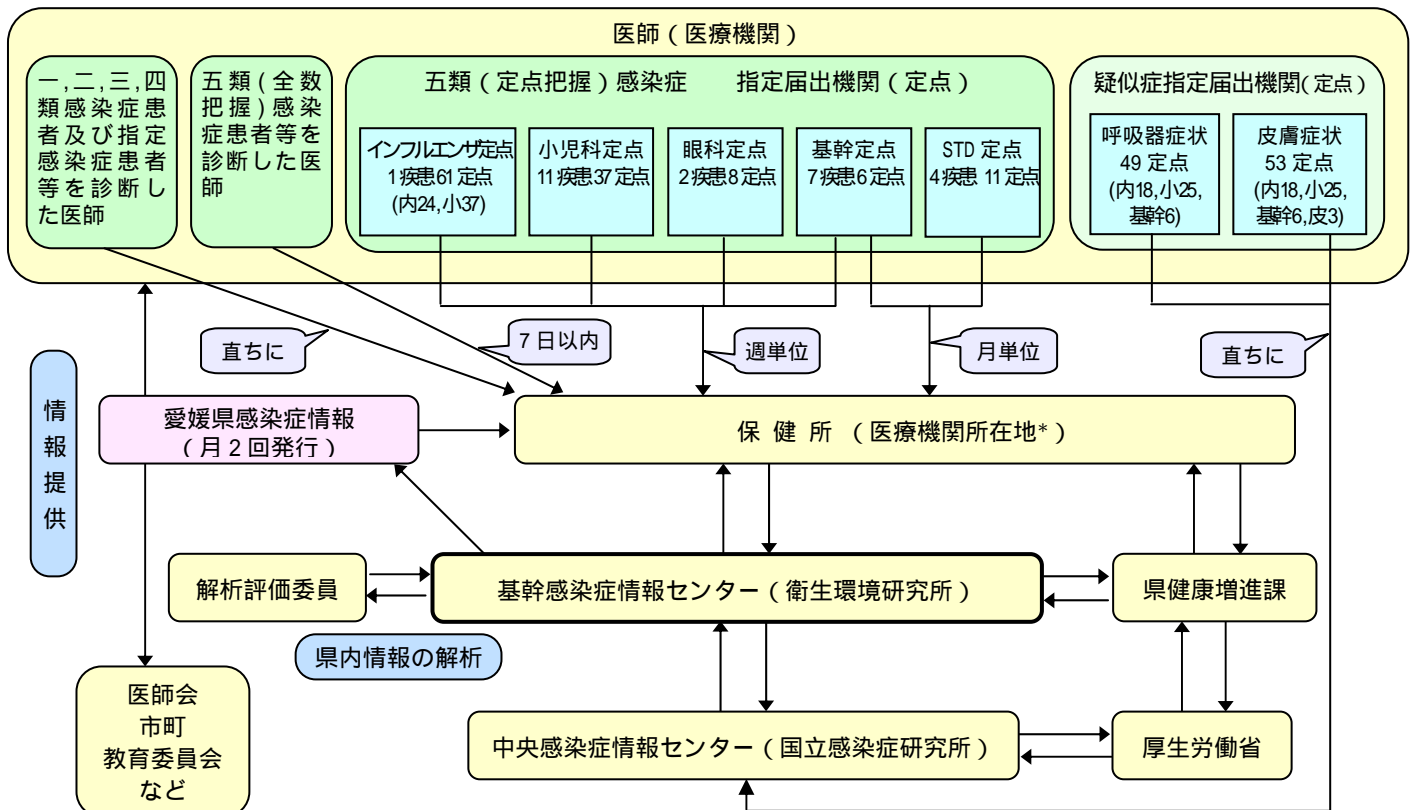 医師（医療機関）
一,二,三,四
類感染症患
者及び指定
感染症患者
等を診断し
た医師
五類(全数
把握)感染
症患者等を
診断した医
師
五類（定点把握）感染症　　指定届出機関（定点）
インフルエンザ定点
1疾患61定点
(内24,小37)
小児科定点
11疾患37定点
眼科定点
2疾患8定点
基幹定点
7疾患6定点
STD 定点
4疾患 11定点
疑似症指定届出機関(定点)
呼吸器症状
49 定点
(内18,小25,
基幹6)
皮膚症状
53 定点
(内18,小25,
基幹6,皮3)
直ちに
7 日以内
週単位
月単位
直ちに
情報提供
愛媛県感染症情報
（月2回発行）
保 健 所 （医療機関所在地*）
解析評価委員
基幹感染症情報センター（衛生環境研究所）
県健康増進課
県内情報の解析
医師会
市町
教育委員会
など
中央感染症情報センター（国立感染症研究所）
厚生労働省